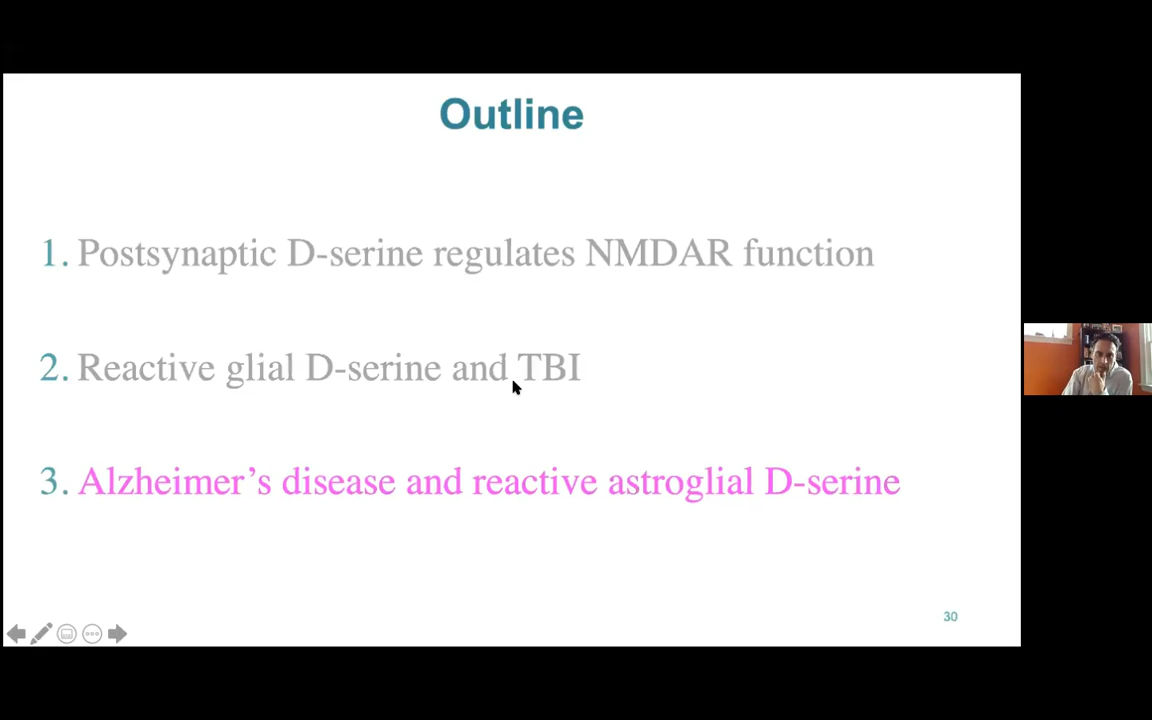 Outline
1. Postsynaptic D-serine regulates NMDAR function
2. Reactive glial D-serine and TBI
3. Alzheimer’s disease and reactive astroglial D-serine
30